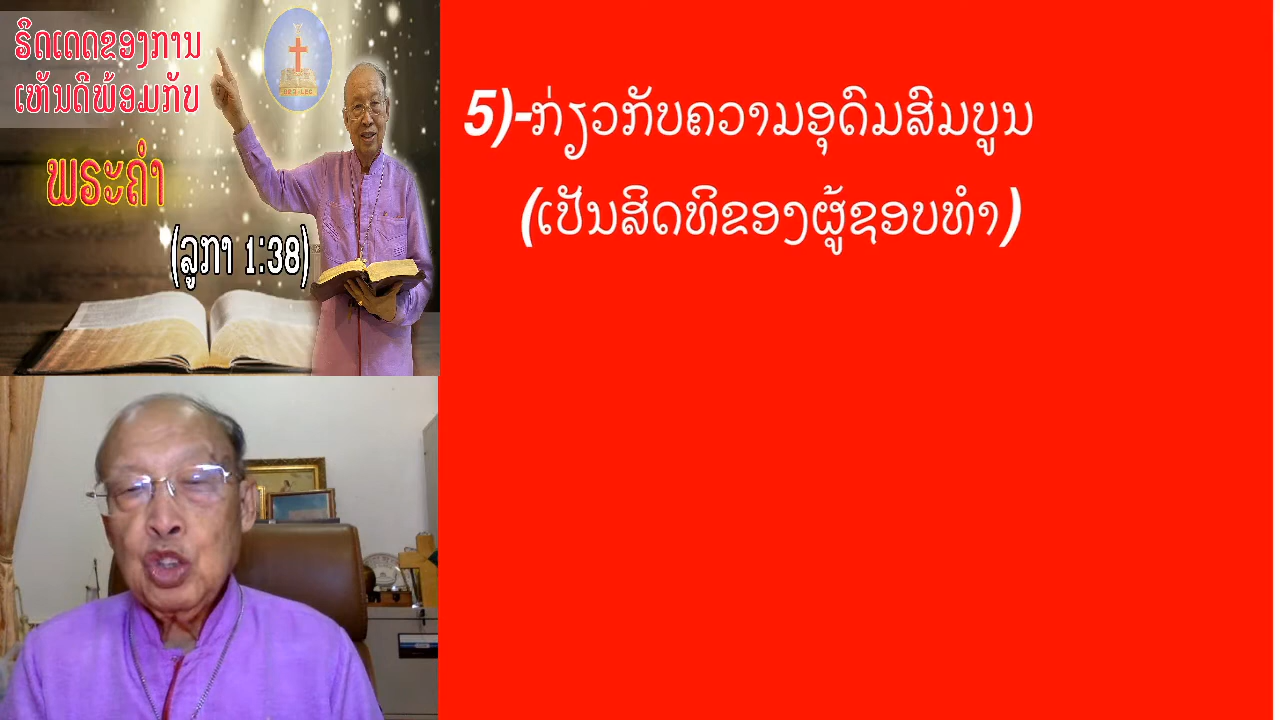 ຣິດເດດຂອງການ
ເຫັນດີພ້ອມກັບ
ພຣະຄຳ
(ລູກາ 1:38)
5)-ກ່ຽວກັບຄວາມອຸດົມສົມບູນ
(ເປັນສິດທິຂອງຜູ້ຊອບທຳ)